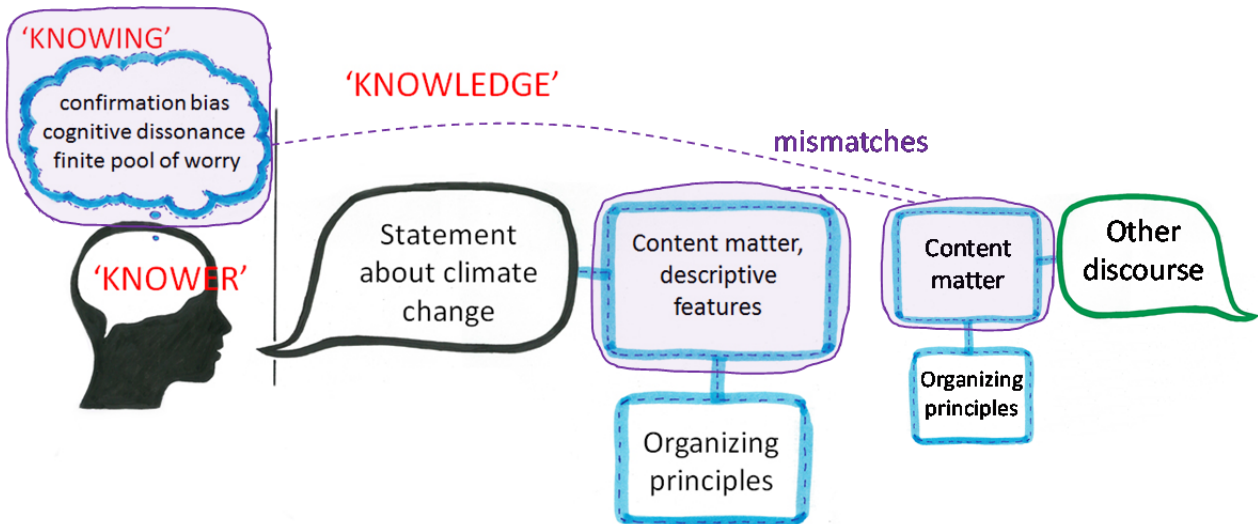 ‘KNOWING’
confirmation bias
cognitive dissonance
finite pool of worry
‘KNOWER’
‘KNOWLEDGE’
mismatches
Statement
about climate
change
Content matter,
descriptive
features
Organizing
principles
Content
matter
Organizing
principles
Other
discourse